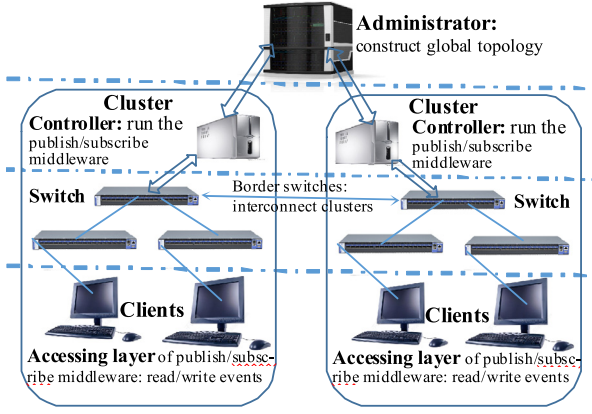 Administrator:
construct global topology
Cluster
Controller: run the
publish/subscribe
middleware
Cluster
Controller: run the
publish/subscribe
middleware
Switch
Border switches:
interconnect clusters
Switch
Clients
Accessing layer of publish/subsc-
ribe middleware: read/write events
Clients
Accessing layer of publish/subsc-
ribe middleware: read/write events